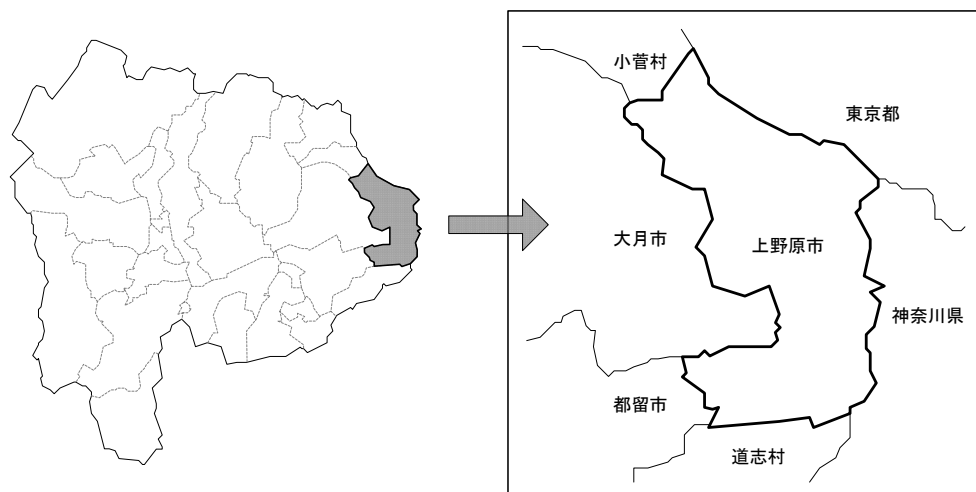 小菅村
東京都
大月市
上野原市
神奈川県
都留市
道志村